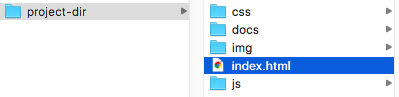 project-dir
css
docs
img
index.html
js